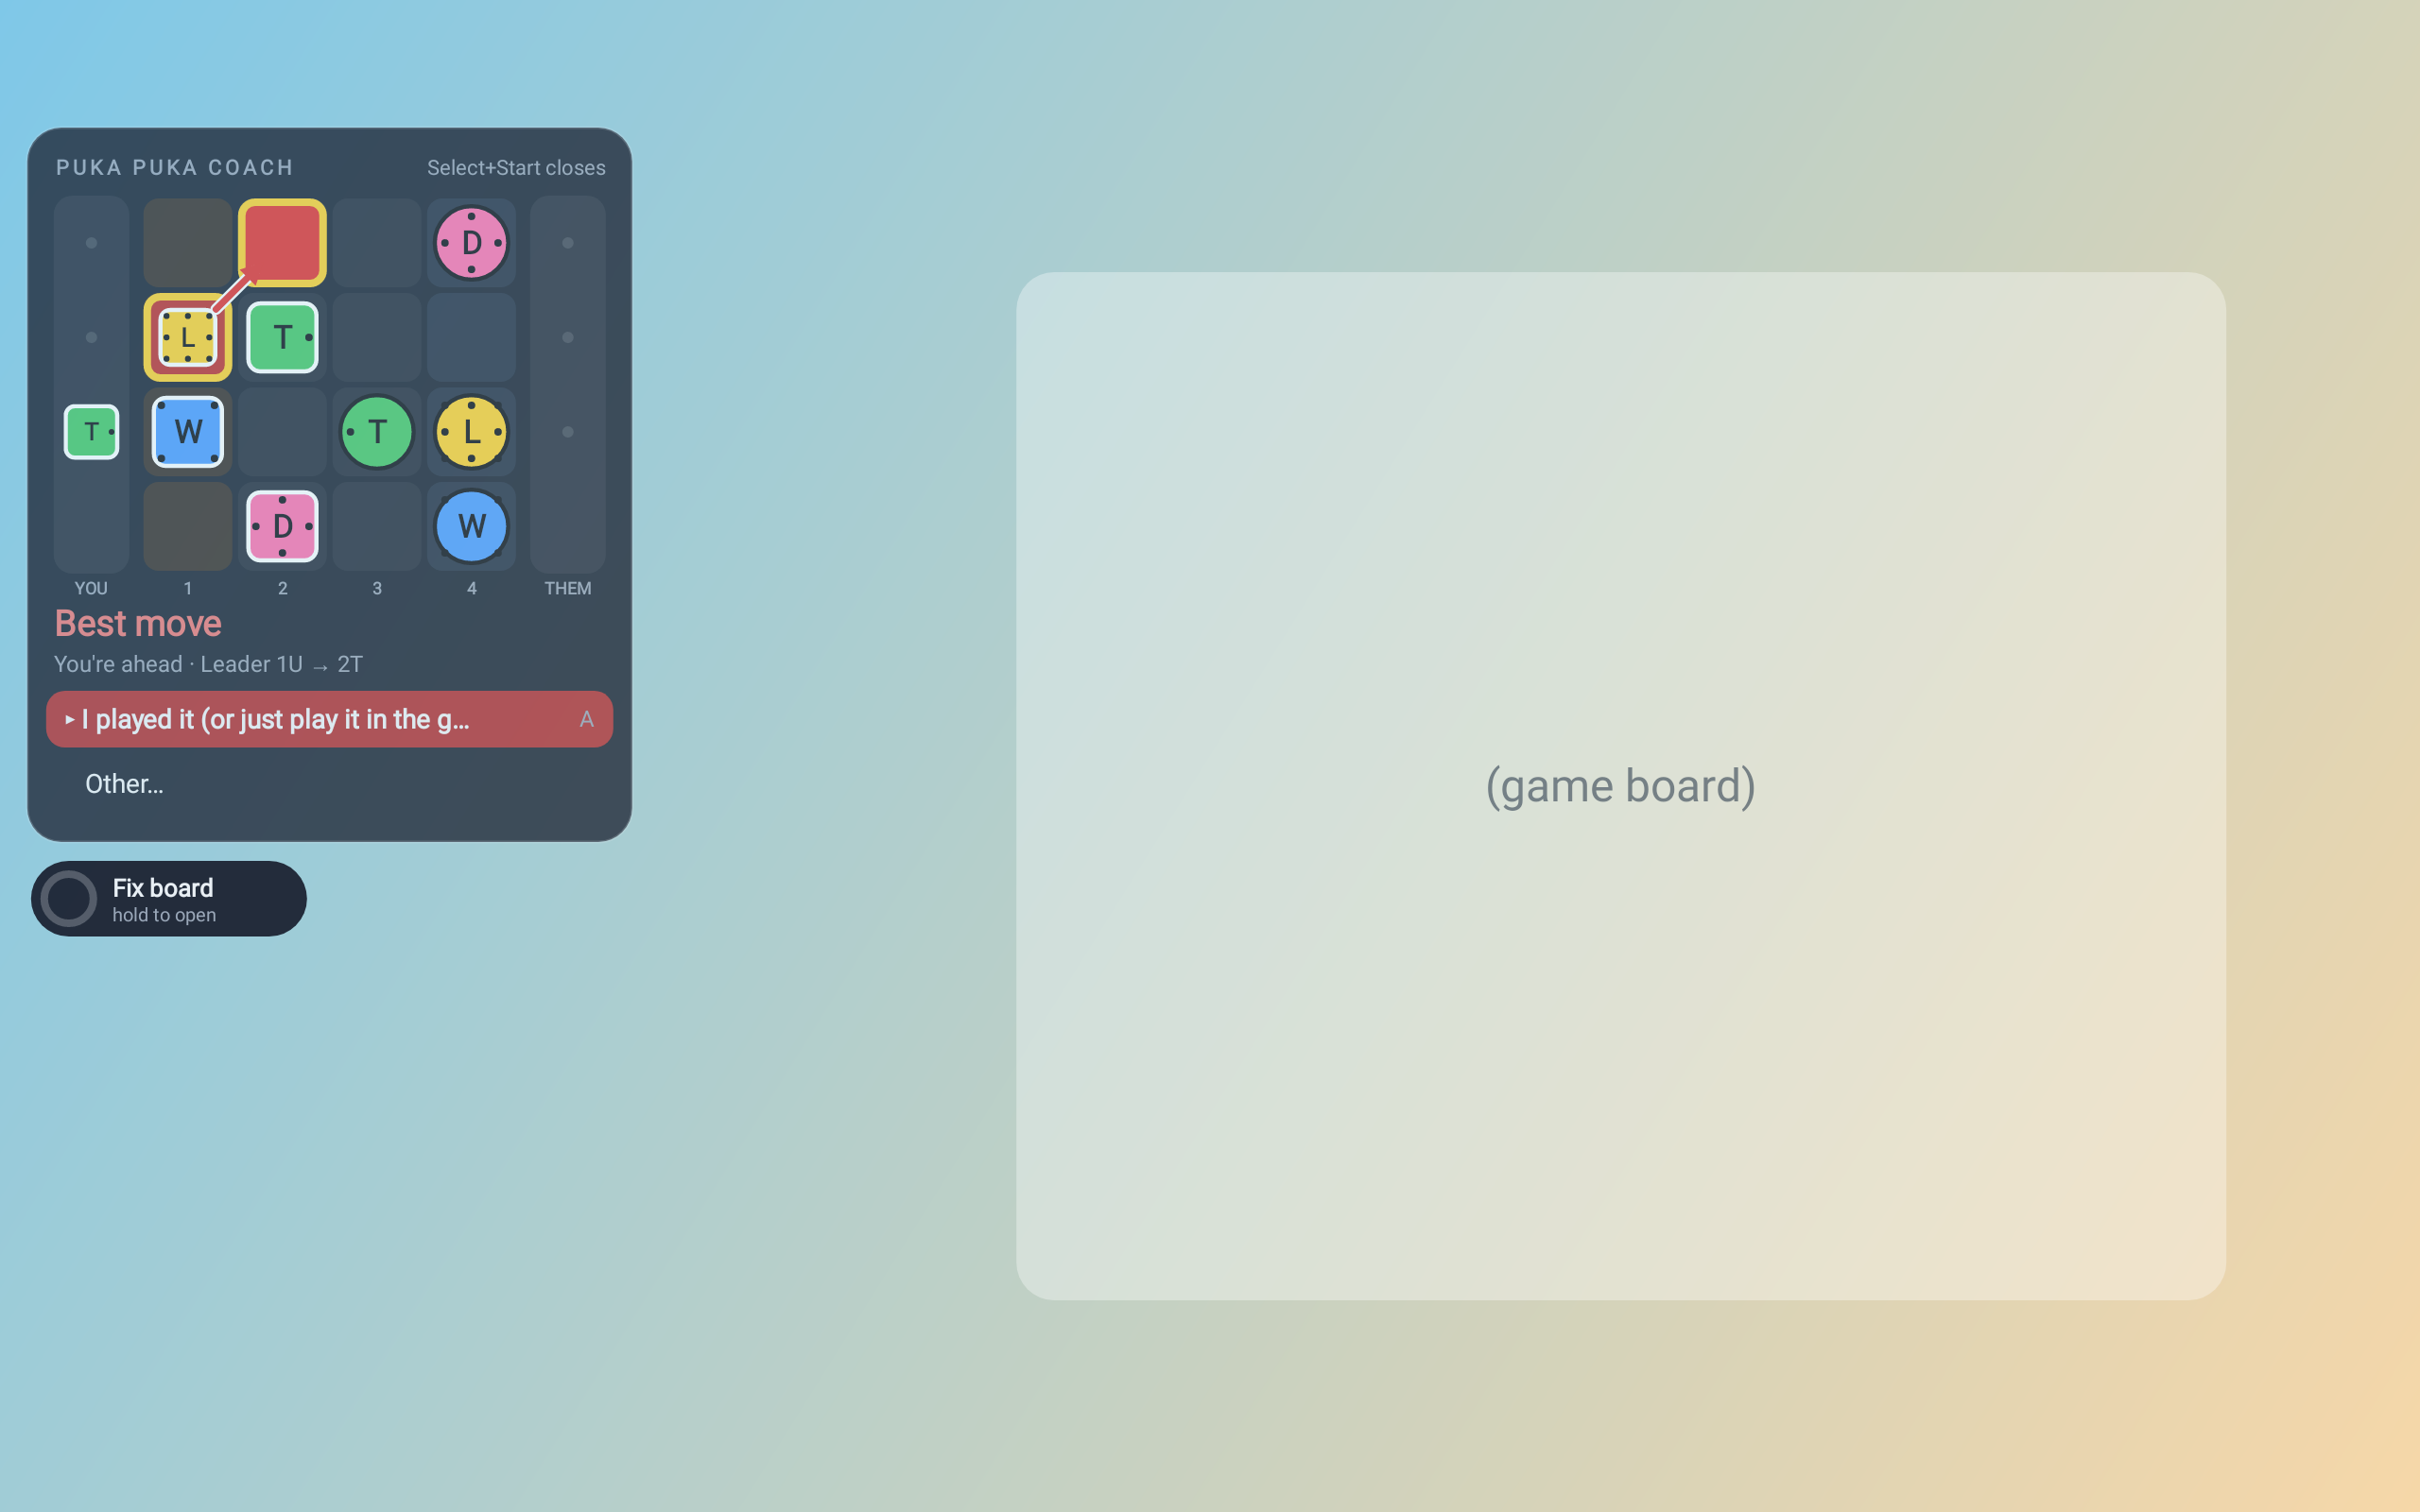 PUKA PUKA COACH Select+Start closes
D
L T
T W T L
D W
YOU 1 2 3 4 THEM
Best move
You're ahead · Leader 1U → 2T
▸ I played it (or just play it in the g… A
Other…
Fix board
hold to open
(game board)